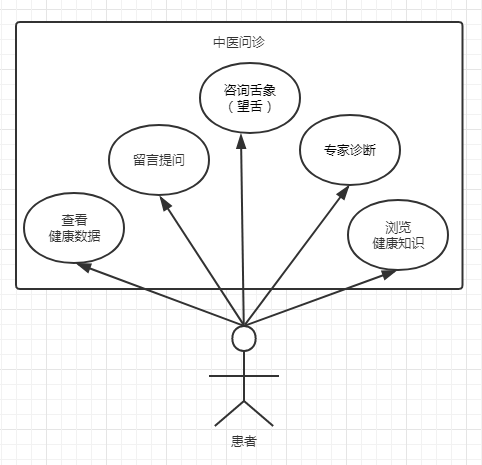 中医问诊
咨询舌象
（望舌）
留言提问
专家诊断
查看
健康数据
浏览
健康知识
患者